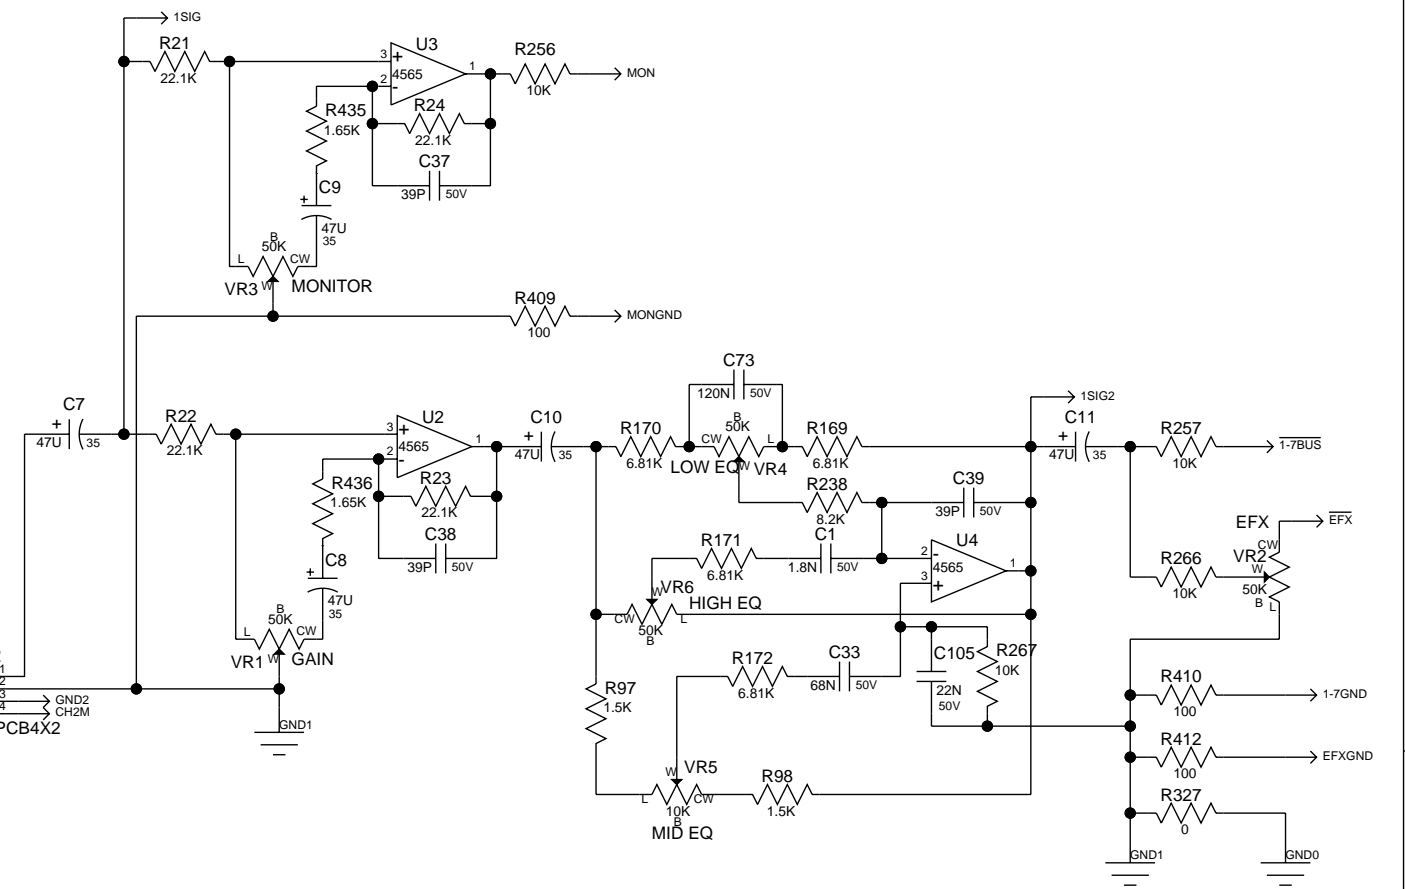 1SIG
R21
22.1K
U3
3
+
4565
2
-
1
R256
10K
MON
R435
1.65K
R24
22.1K
C37
39P
50V
C9
+
47U
35
B
50K
L
CW
VR3
W
MONITOR
R409
100
MONGND
C7
+
47U
35
R22
22.1K
U2
3
+
4565
2
-
1
C10
+
47U
35
R436
1.65K
R23
22.1K
C38
39P
50V
C8
+
47U
35
B
50K
L
CW
VR1
W
GAIN
1
2
3
4
GND2
CH2M
PCB4X2
GND1
C73
120N
50V
R170
6.81K
B
50K
CW
L
LOW EQ
W
VR4
R169
6.81K
1SIG2
C11
+
47U
35
R257
10K
1-7BUS
R238
8.2K
C39
39P
50V
R171
6.81K
C1
1.8N
50V
U4
2
-
4565
3
+
1
W
VR6
HIGH EQ
CW
50K
L
B
EFX
EFX
CW
VR2
W
50K
B
L
R266
10K
R172
6.81K
C33
68N
50V
C105
22N
50V
R267
10K
R97
1.5K
W
VR5
L
10K
CW
B
MID EQ
R98
1.5K
R410
100
1-7GND
R412
100
EFXGND
R327
0
GND1
GND0